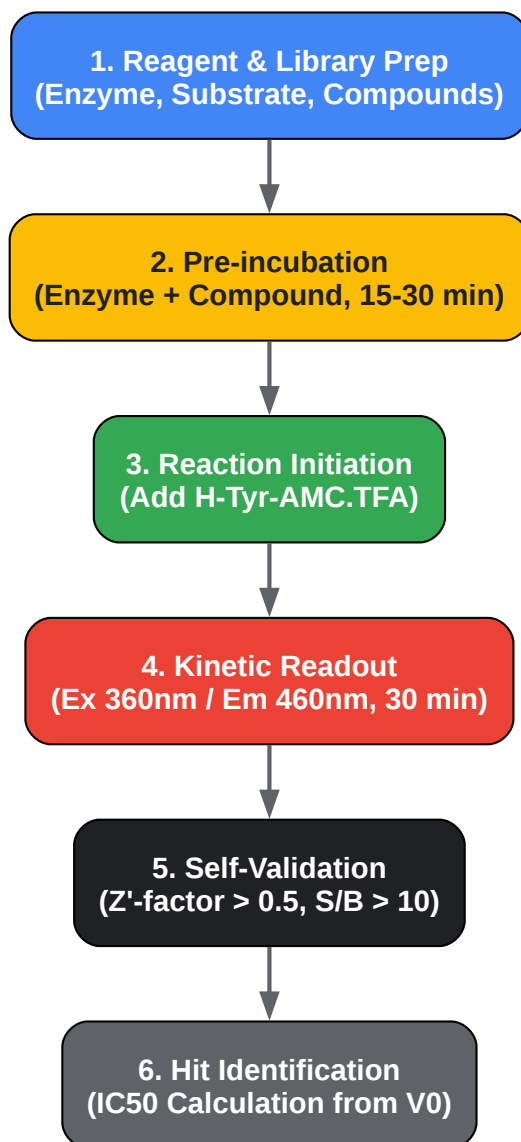 1. Reagent & Library Prep
(Enzyme, Substrate, Compounds)
2. Pre-incubation
(Enzyme + Compound, 15-30 min)
3. Reaction Initiation
(Add H-Tyr-AMC.TFA)
4. Kinetic Readout
(Ex 360nm / Em 460nm, 30 min)
5. Self-Validation
(Z'-factor > 0.5, S/B > 10)
6. Hit Identification
(IC50 Calculation from V0)